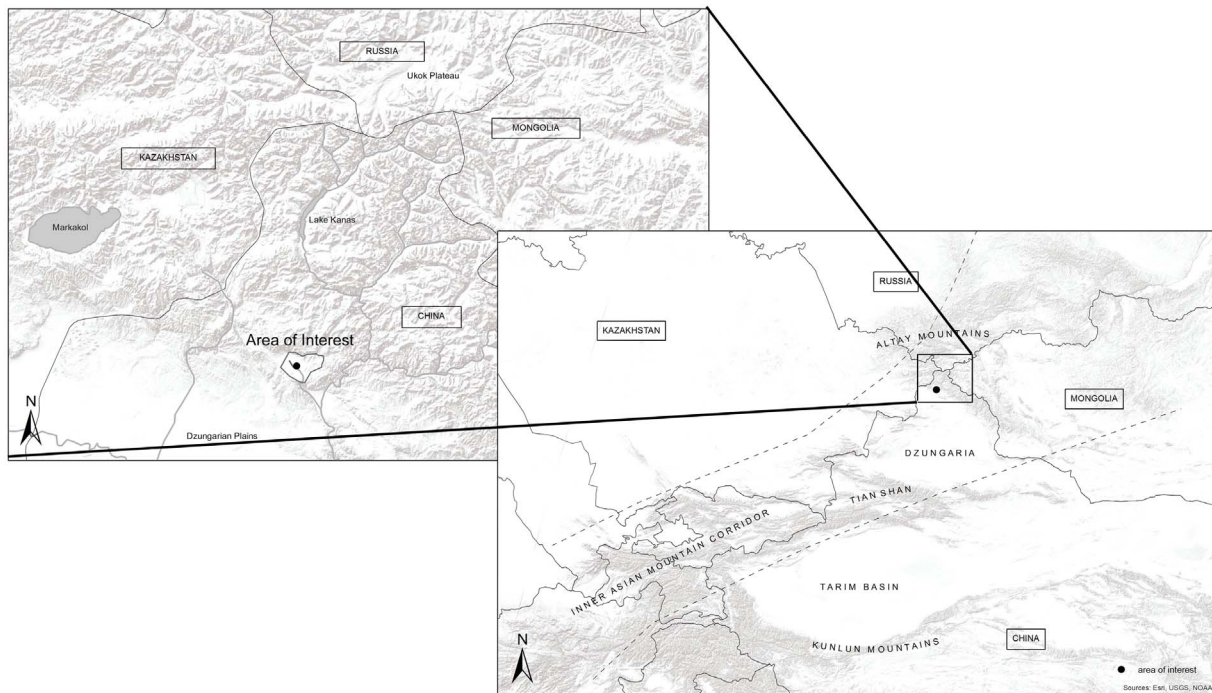 RUSSIA
Ukok Plateau
MONGOLIA
KAZAKHSTAN
Markakol
Lake Kanas
CHINA
Area of Interest
N
Dzungarian Plains
RUSSIA
KAZAKHSTAN
ALTAY MOUNTAINS
MONGOLIA
DZUNGARIA
TIAN SHAN
INNER ASIAN MOUNTAIN CORRIDOR
TARIM BASIN
KUNLUN MOUNTAINS
CHINA
N
area of interest
Sources: Esri, USGS, NOAA